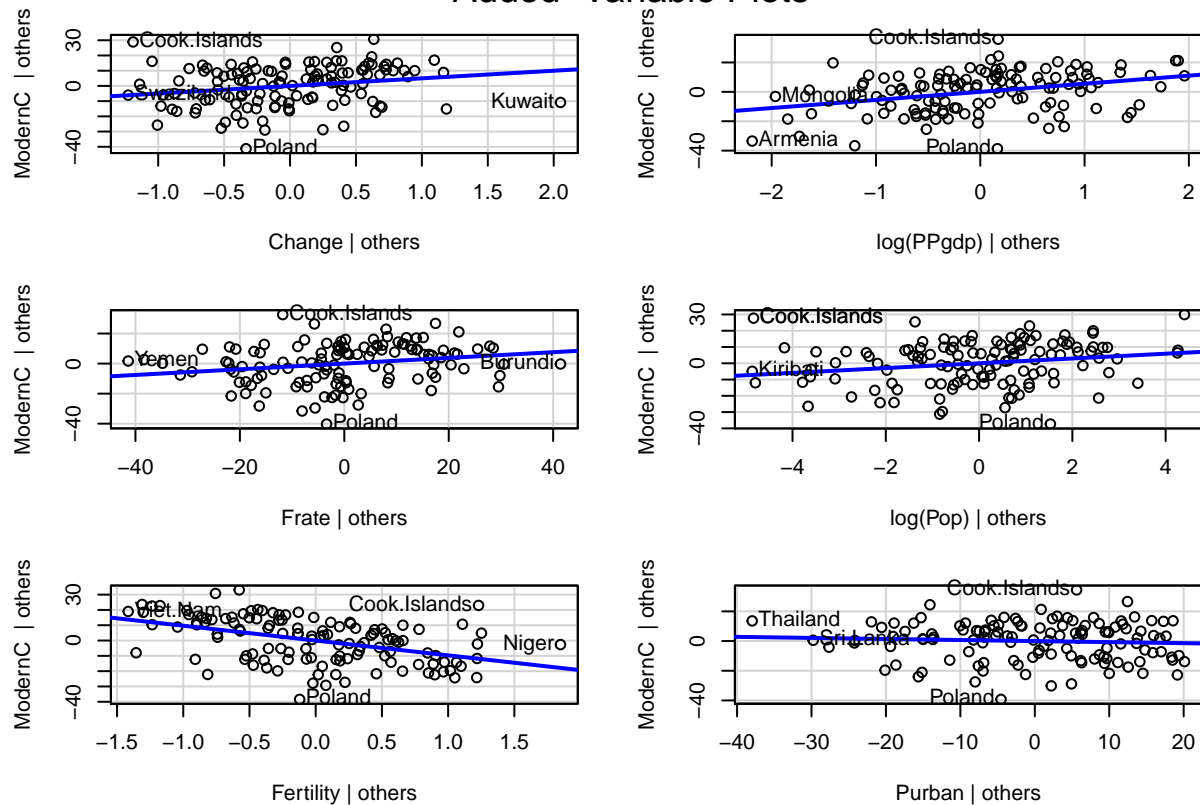 Added−Variable Plots
ModernC | others
30
0
−40
Cook.Islands
Swaziland
Poland
Kuwait
−1.0 −0.5 0.0 0.5 1.0 1.5 2.0
Change | others
ModernC | others
0
−40
Cook.Islands
Mongolia
Armenia
Poland
−2 −1 0 1 2
log(PPgdp) | others
ModernC | others
0
−40
Cook.Islands
Yemen
Burundi
Poland
−40 −20 0 20 40
Frate | others
ModernC | others
30
0
−40
Cook.Islands
Kiribati
Poland
−4 −2 0 2 4
log(Pop) | others
ModernC | others
30
0
−40
Viet.Nam
Cook.Islands
Niger
Poland
−1.5 −1.0 −0.5 0.0 0.5 1.0 1.5
Fertility | others
ModernC | others
0
−40
Cook.Islands
Thailand
Sri.Lanka
Poland
−40 −30 −20 −10 0 10 20
Purban | others